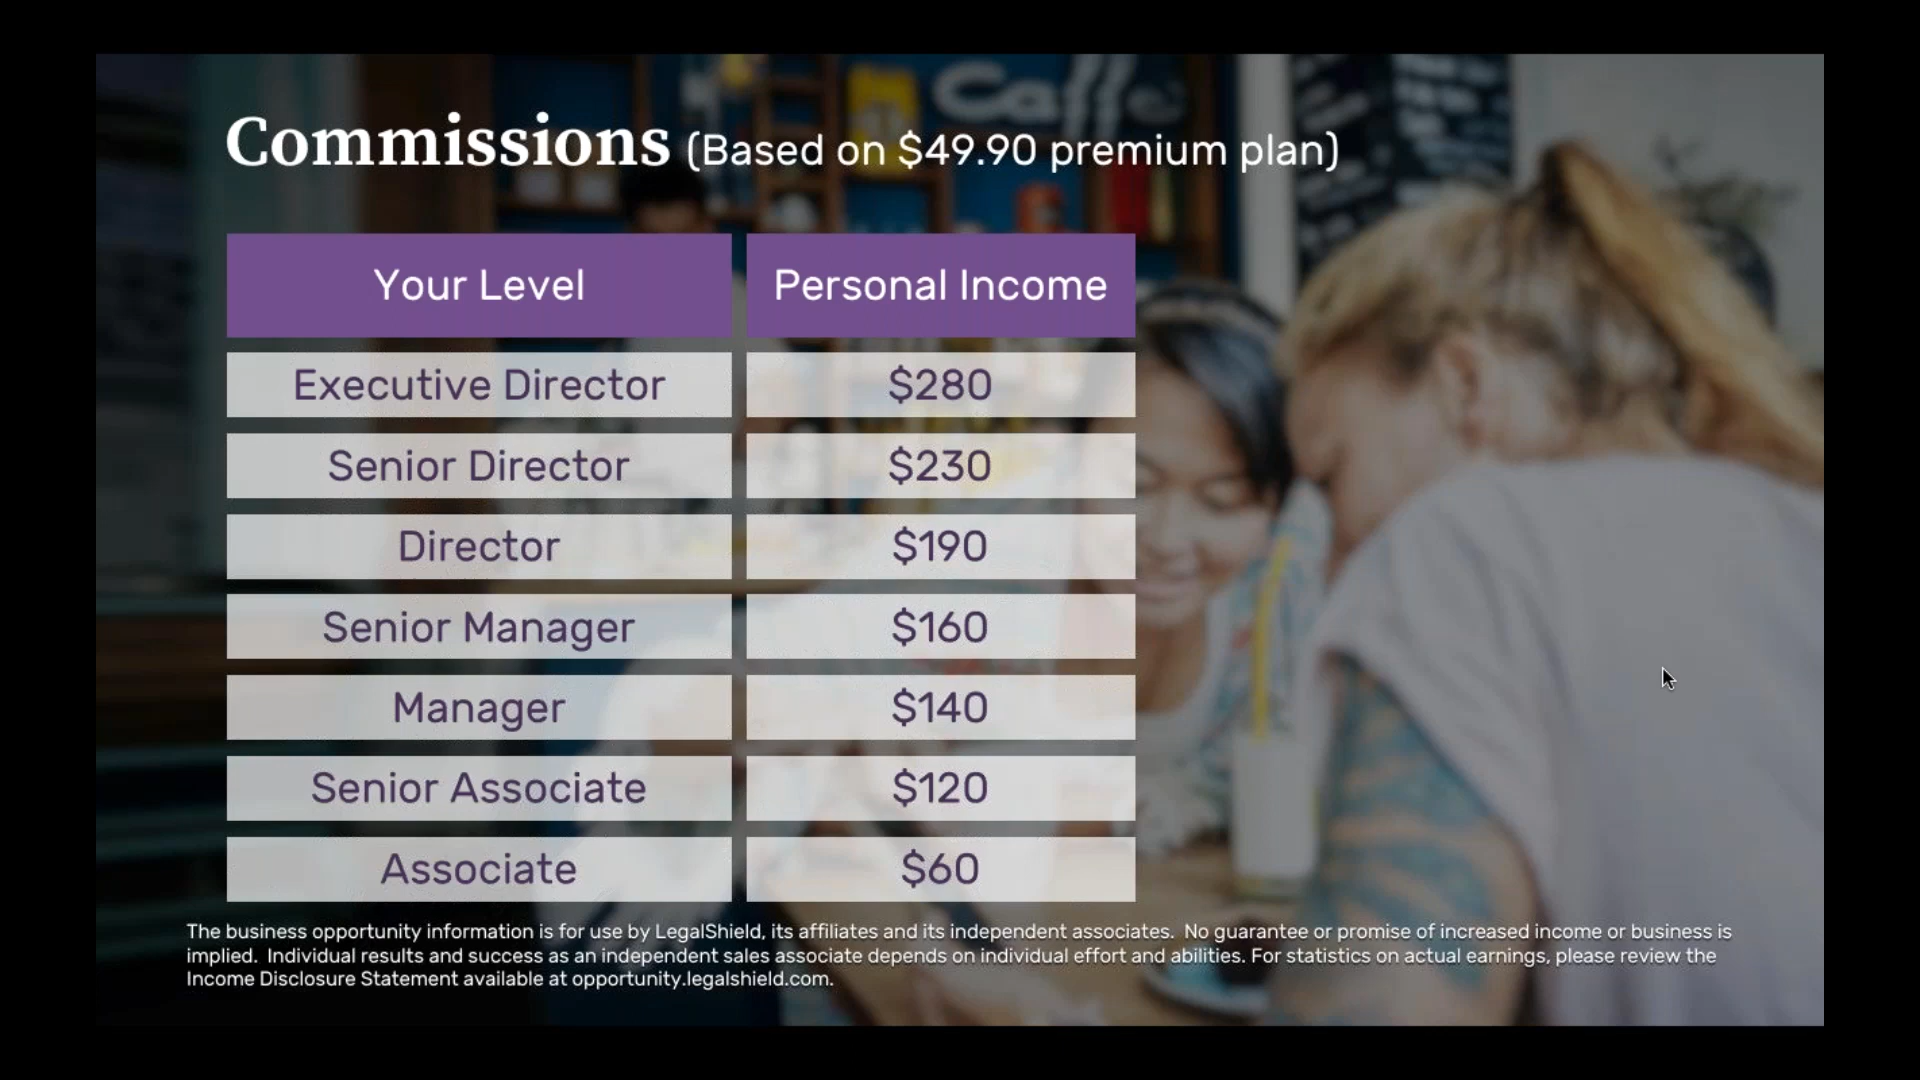 Caffe
Commissions (Based on $49.90 premium plan)
Your Level Personal Income
Executive Director $280
Senior Director $230
Director $190
Senior Manager $160
Manager $140
Senior Associate $120
Associate $60
The business opportunity information is for use by LegalShield, its affiliates and its independent associates. No guarantee or promise of increased income or business is
implied. Individual results and success as an independent sales associate depends on individual effort and abilities. For statistics on actual earnings, please review the
Income Disclosure Statement available at opportunity.legalshield.com.